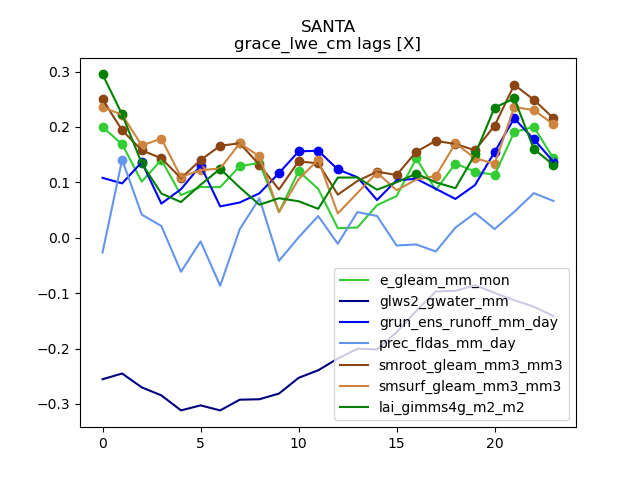 SANTA
grace_lwe_cm lags [X]
0.3
0.2
0.1
0.0
−0.1
−0.2
−0.3
0
5
10
15
20
e_gleam_mm_mon
glws2_gwater_mm
grun_ens_runoff_mm_day
prec_fldas_mm_day
smroot_gleam_mm3_mm3
smsurf_gleam_mm3_mm3
lai_gimms4g_m2_m2